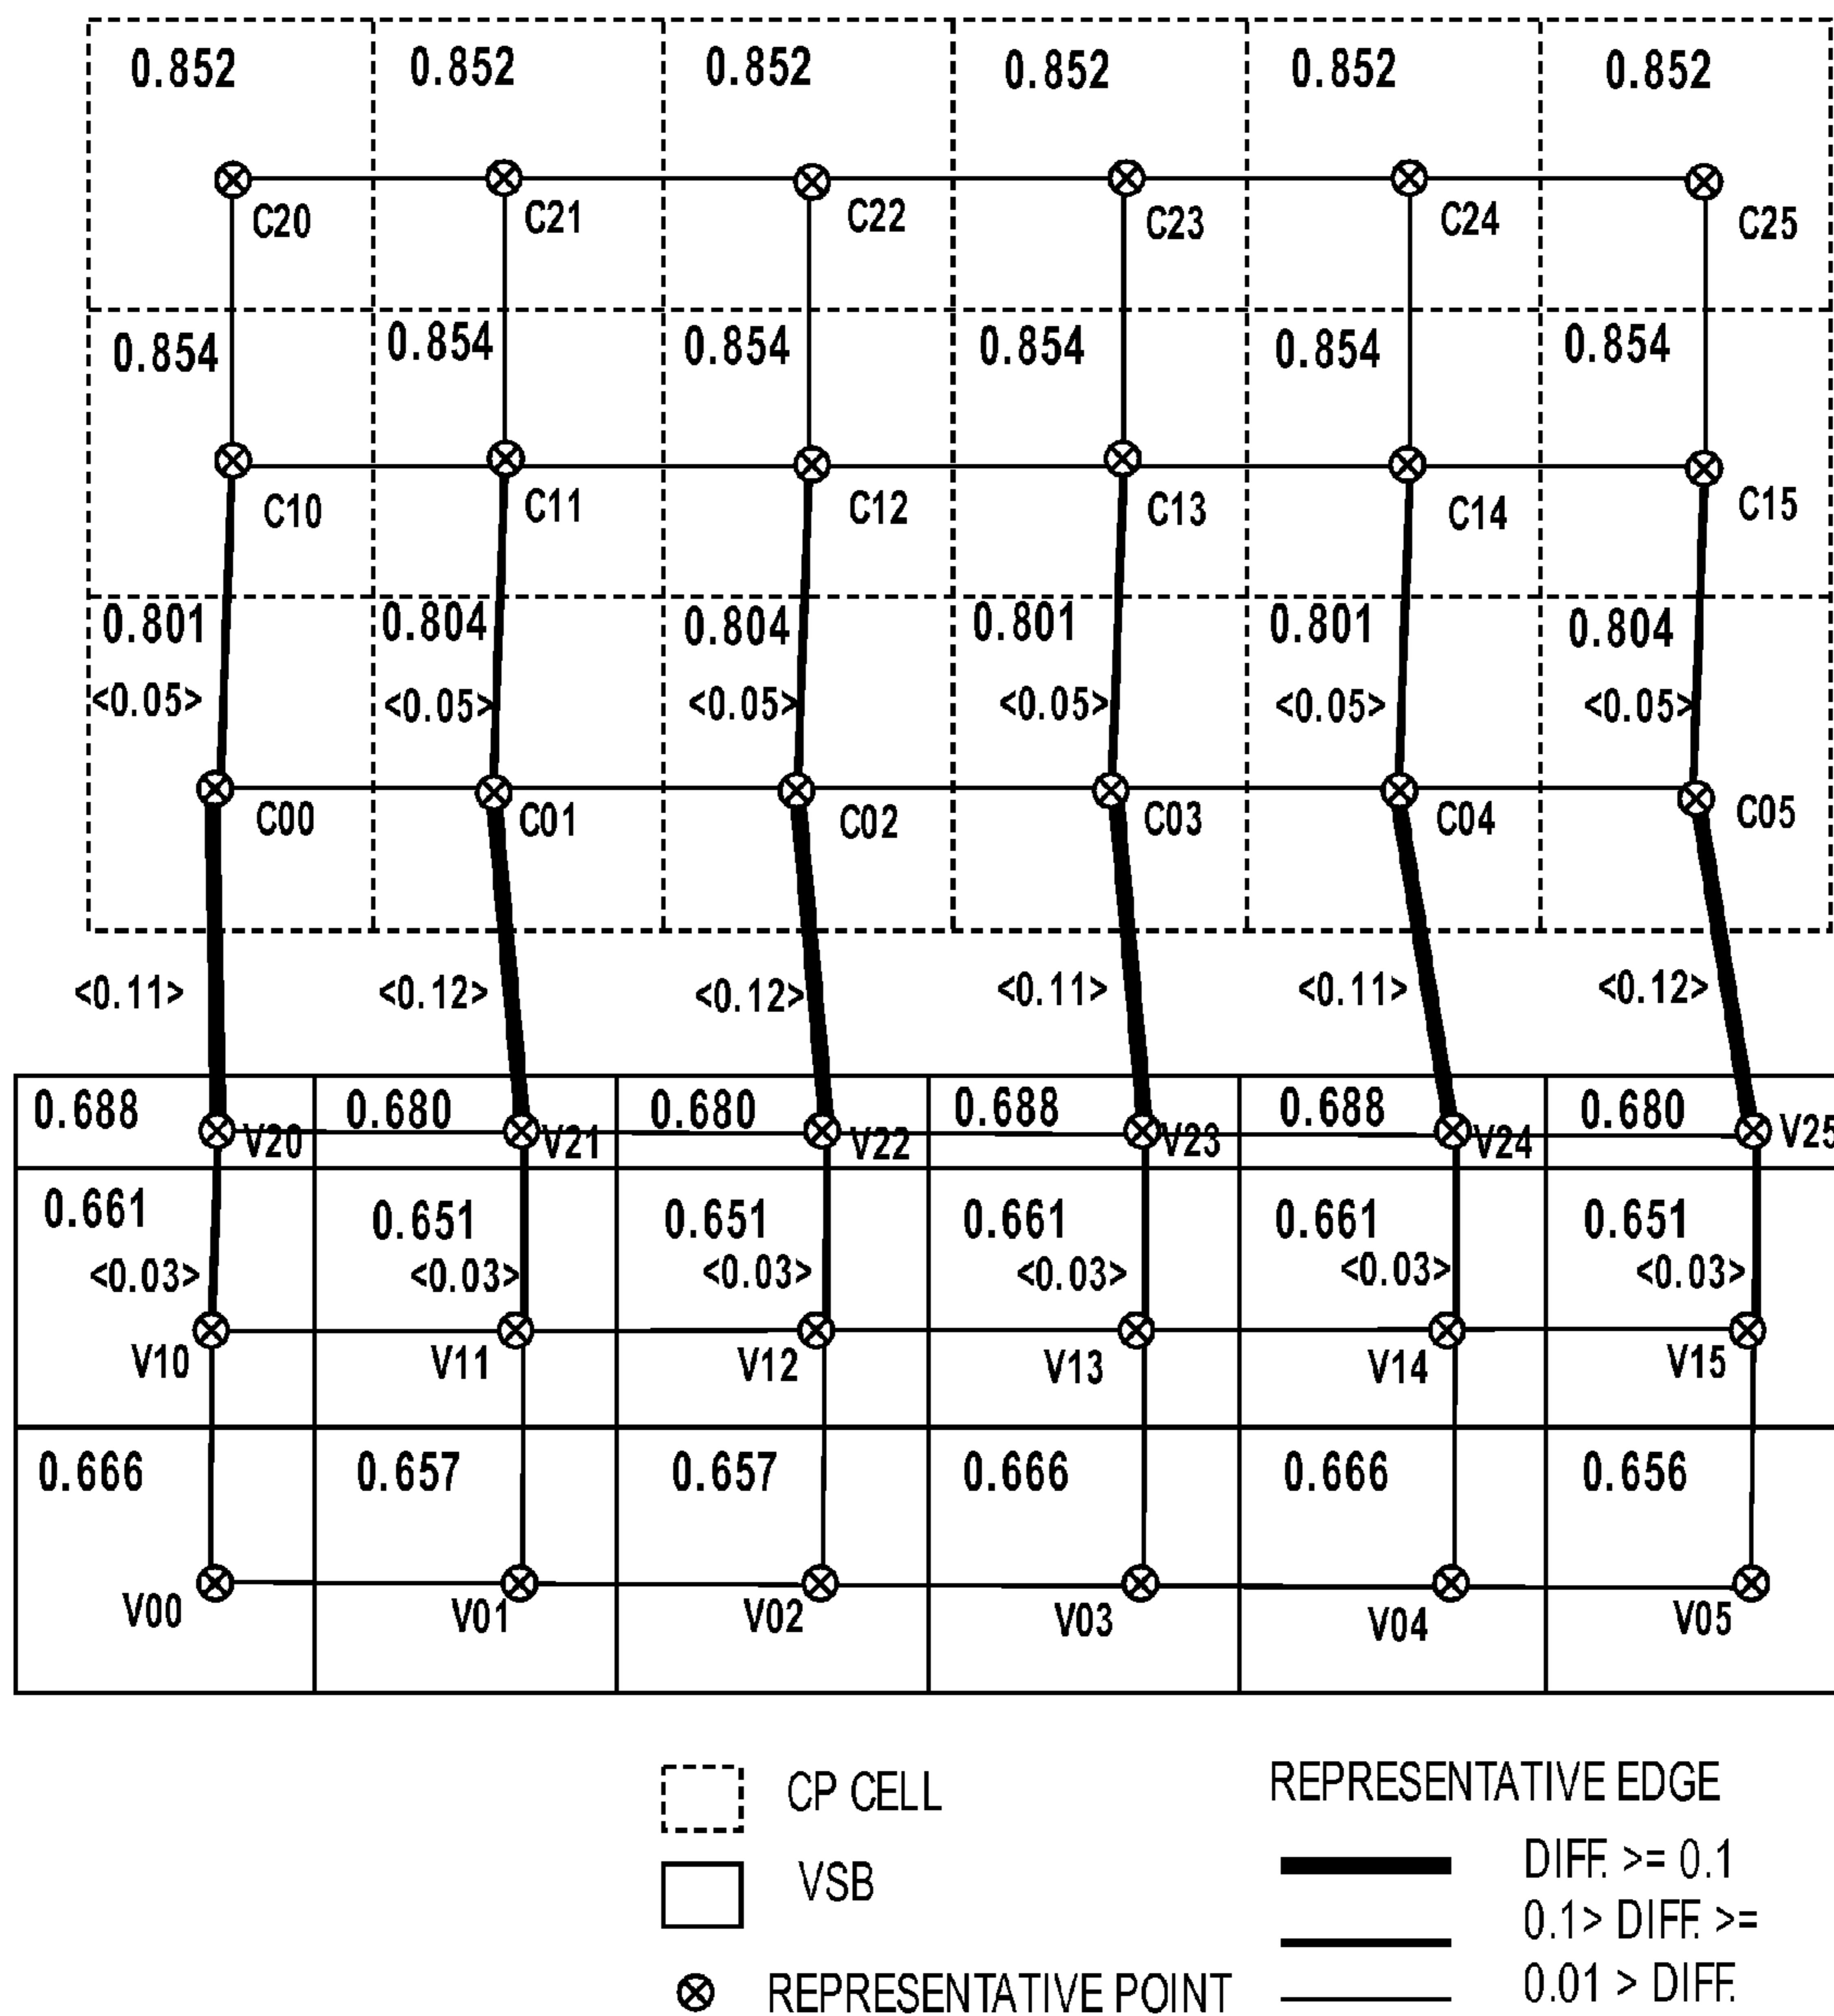 0.852 0.852 0.852 0.852 0.852 0.852
C20 C21 C22 C23 C24 C25
0.854 0.854 0.854 0.854 0.854 0.854
C10 C11 C12 C13 C14 C15
0.801 0.804 0.804 0.801 0.801 0.804
<0.05> <0.05> <0.05> <0.05> <0.05> <0.05>
C00 C01 C02 C03 C04 C05
<0.11> <0.12> <0.12> <0.11> <0.11> <0.12>
0.688 0.680 0.680 0.688 0.688 0.680
V20 V21 V22 V23 V24 V25
0.661 0.651 0.651 0.661 0.661 0.651
<0.03> <0.03> <0.03> <0.03> <0.03> <0.03>
V10 V11 V12 V13 V14 V15
0.666 0.657 0.657 0.666 0.666 0.656
V00 V01 V02 V03 V04 V05
CP CELL
VSB
REPRESENTATIVE POINT
REPRESENTATIVE EDGE
DIFF. >= 0.1
0.1> DIFF. >=
0.01 > DIFF.